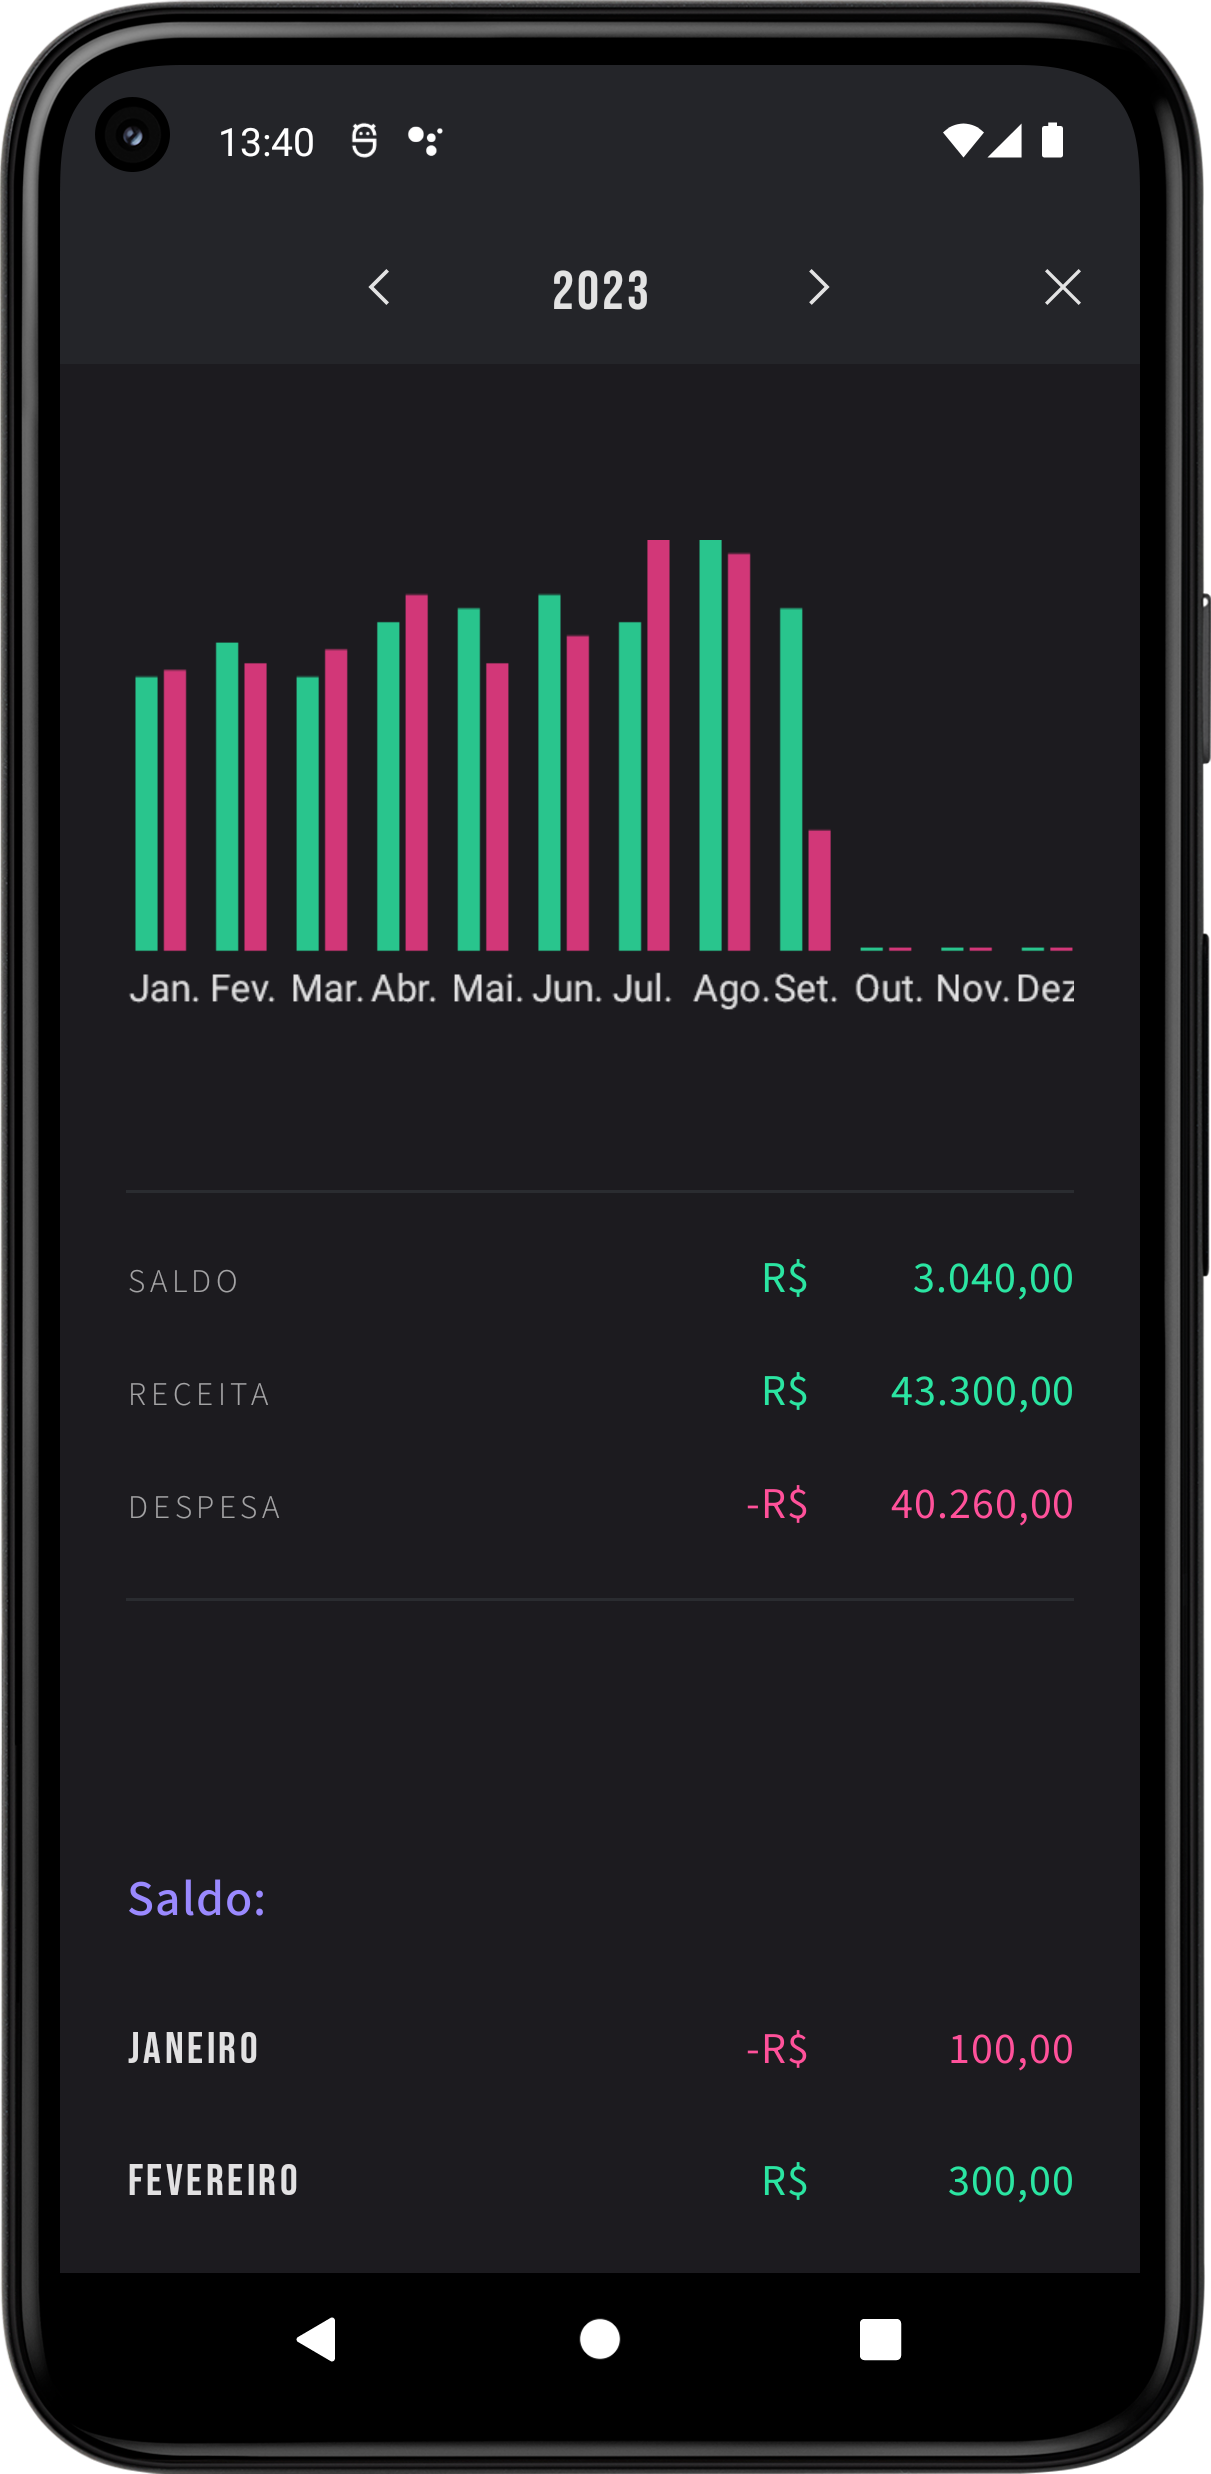 13:40
2023
Jan. Fev. Mar. Abr. Mai. Jun. Jul. Ago. Set. Out. Nov. Dez
SALDO R$ 3.040,00
RECEITA R$ 43.300,00
DESPESA -R$ 40.260,00
Saldo:
JANEIRO -R$ 100,00
FEVEREIRO R$ 300,00